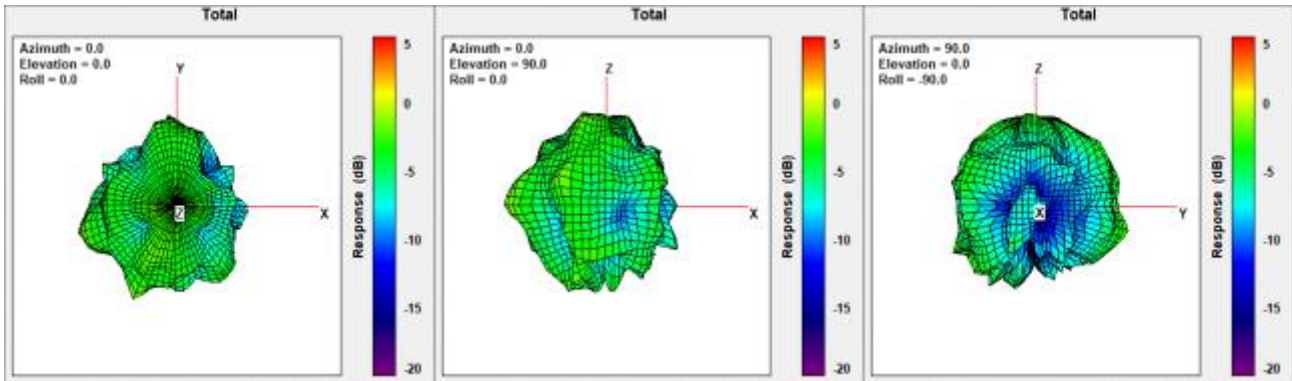 Total
Azimuth = 0.0
Elevation = 0.0
Roll = 0.0
Y
X
Z
5
0
-5
-10
-15
-20
Response (dB)
Total
Azimuth = 0.0
Elevation = 90.0
Roll = 0.0
Z
X
5
0
-5
-10
-15
-20
Response (dB)
Total
Azimuth = 90.0
Elevation = 0.0
Roll = -90.0
Z
X
Y
5
0
-5
-10
-15
-20
Response (dB)